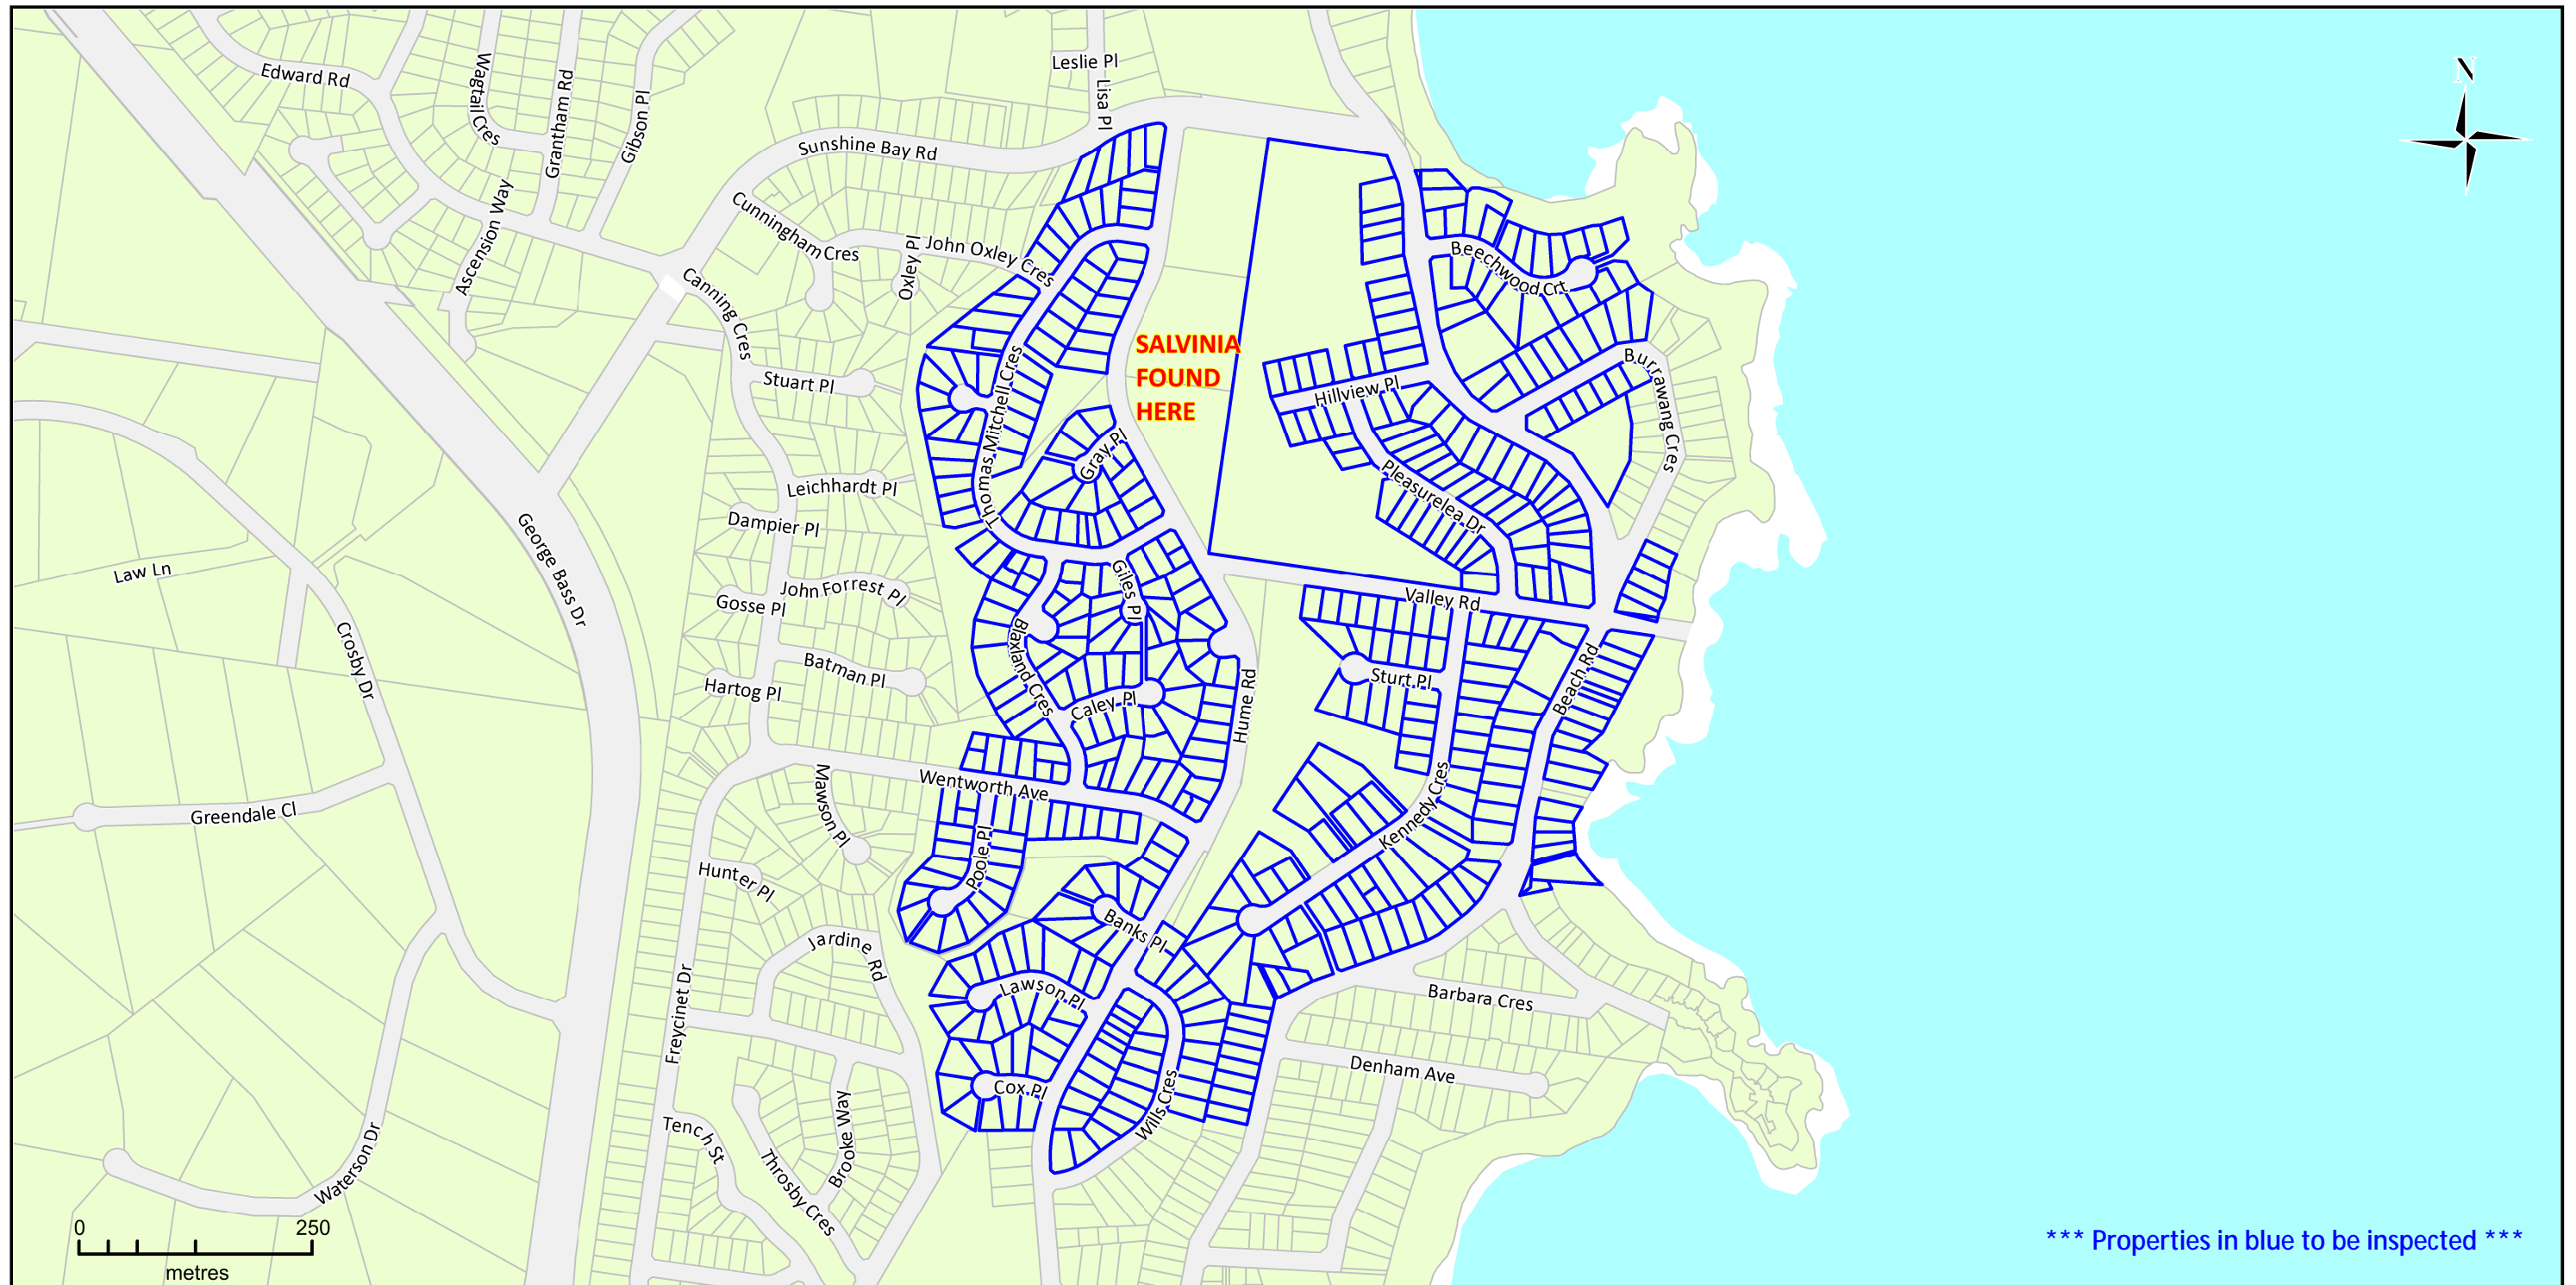 Edward Rd
Wagtail Cres
Grantham Rd
Gibson Pl
Leslie Pl
Lisa Pl
N
Sunshine Bay Rd
Ascension Way
Cunningham Cres
Oxley Pl
John Oxley Cres
Beechwood Crt
Canning Cres
SALVINIA
FOUND
HERE
Burrawang Cres
Stuart Pl
Thomas Mitchell Cres
Hillview Pl
Gray Pl
Pleasurelea Dr
Leichhardt Pl
Dampier Pl
George Bass Dr
Law Ln
John Forrest Pl
Gosse Pl
Giles Pl
Valley Rd
Crosby Dr
Blaxland Cres
Batman Pl
Hartog Pl
Caley Pl
Hume Rd
Sturt Pl
Beach Rd
Wentworth Ave
Mawson Pl
Greendale Cl
Poole Pl
Kennedy Cres
Hunter Pl
Banks Pl
Jardine Rd
Lawson Pl
Barbara Cres
Freycinet Dr
Denham Ave
Cox Pl
Wills Cres
Tench St
Brooke Way
Throsby Cres
Waterson Dr
0 250
metres
*** Properties in blue to be inspected ***